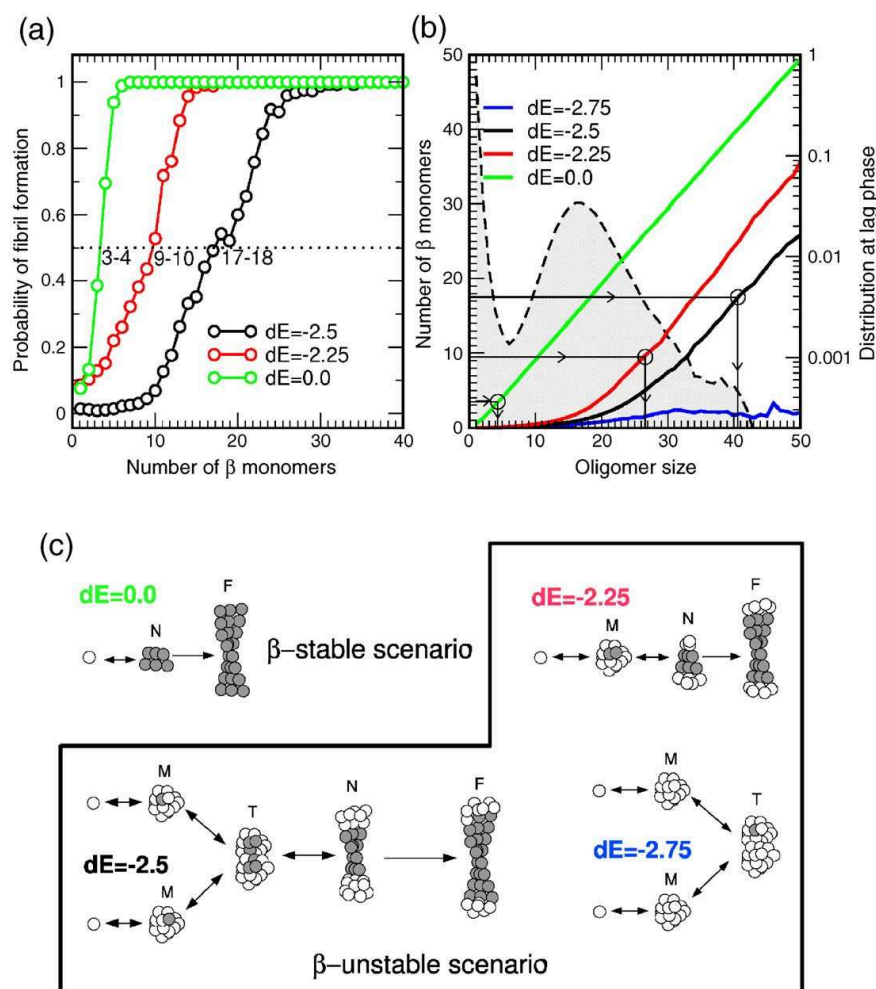 (a)
Probability of fibril formation
1
0.8
0.6
0.4
0.2
0
3-4
9-10
17-18
dE=-2.5
dE=-2.25
dE=0.0
0
10
20
30
40
Number of β monomers
(b)
Number of β monomers
50
40
30
20
10
0
dE=-2.75
dE=-2.5
dE=-2.25
dE=0.0
1
0.1
0.01
0.001
Distribution at lag phase
0
10
20
30
40
50
Oligomer size
(c)
dE=0.0
N
F
β-stable scenario
dE=-2.25
M
N
F
M
T
N
F
dE=-2.5
M
M
T
dE=-2.75
M
β-unstable scenario